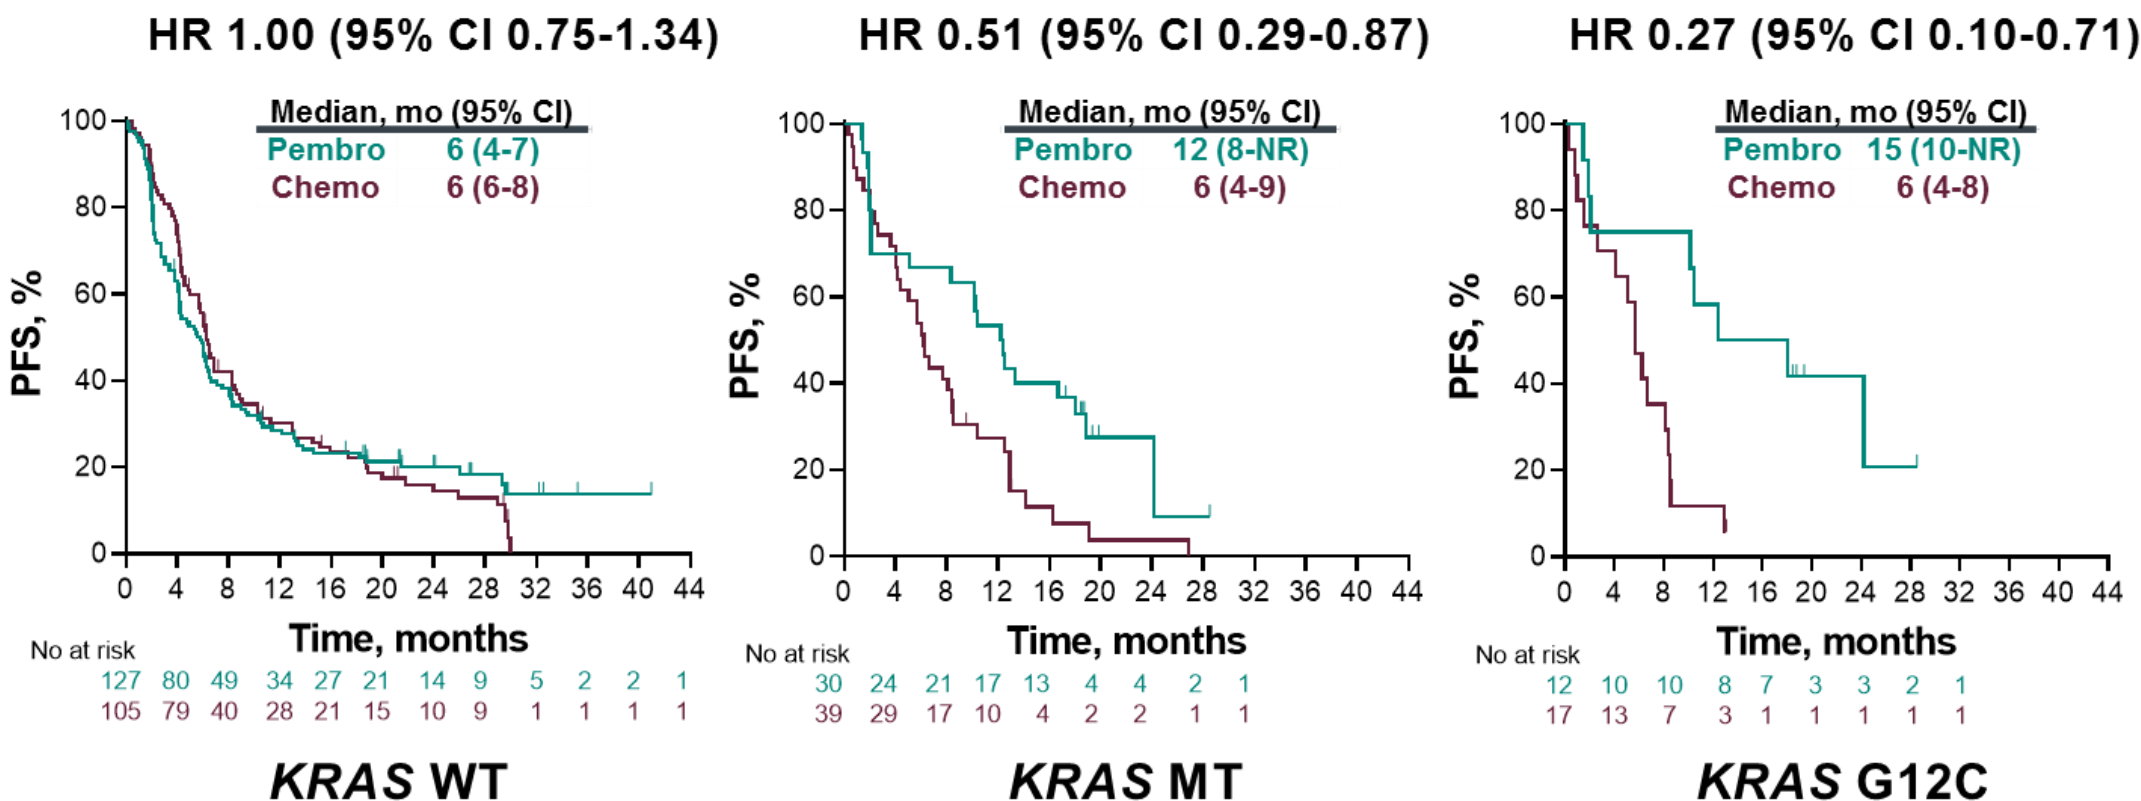 HR 1.00 (95% CI 0.75-1.34)
Median, mo (95% CI)
Pembro 6 (4-7)
Chemo 6 (6-8)
PFS, %
100
80
60
40
20
0
0 4 8 12 16 20 24 28 32 36 40 44
Time, months
No at risk
127 80 49 34 27 21 14 9 5 2 2 1
105 79 40 28 21 15 10 9 1 1 1 1
KRAS WT
HR 0.51 (95% CI 0.29-0.87)
Median, mo (95% CI)
Pembro 12 (8-NR)
Chemo 6 (4-9)
PFS, %
100
80
60
40
20
0
0 4 8 12 16 20 24 28 32 36 40 44
Time, months
No at risk
30 24 21 17 13 4 4 2 1
39 29 17 10 4 2 2 1 1
KRAS MT
HR 0.27 (95% CI 0.10-0.71)
Median, mo (95% CI)
Pembro 15 (10-NR)
Chemo 6 (4-8)
PFS, %
100
80
60
40
20
0
0 4 8 12 16 20 24 28 32 36 40 44
Time, months
No at risk
12 10 10 8 7 3 3 2 1
17 13 7 3 1 1 1 1 1
KRAS G12C